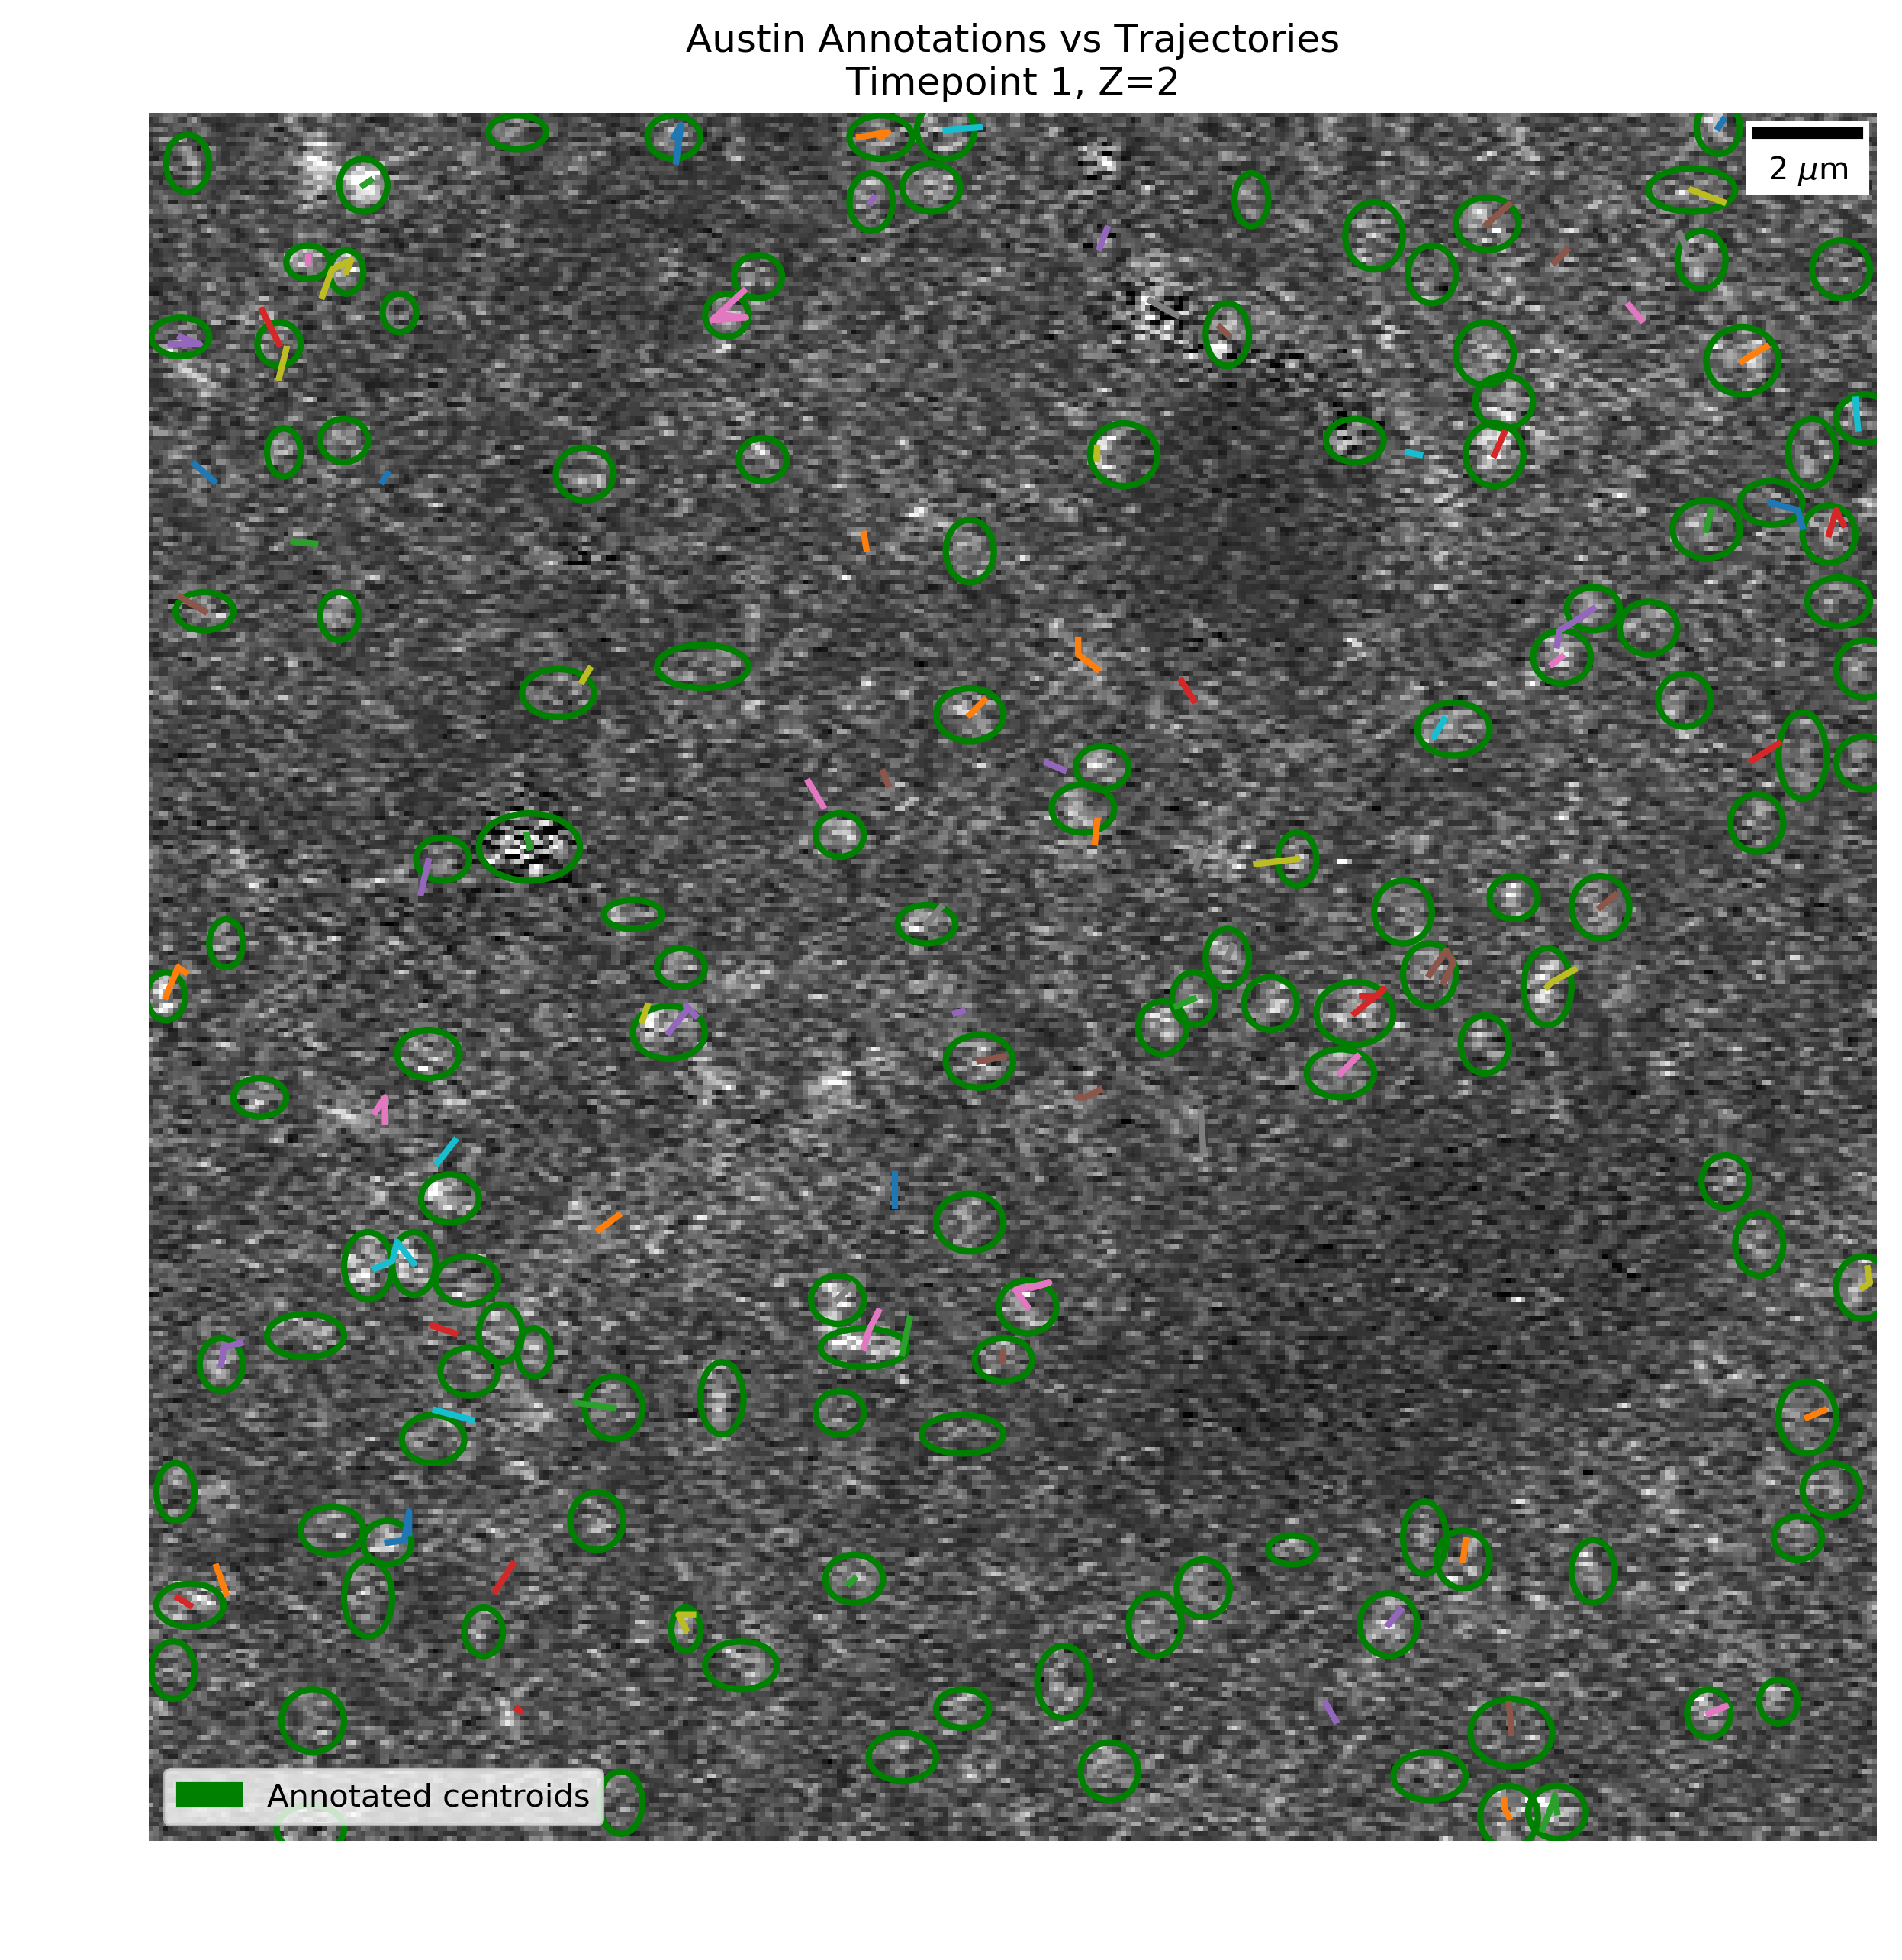 Austin Annotations vs Trajectories
Timepoint 1, Z=2
2 μm
Annotated centroids